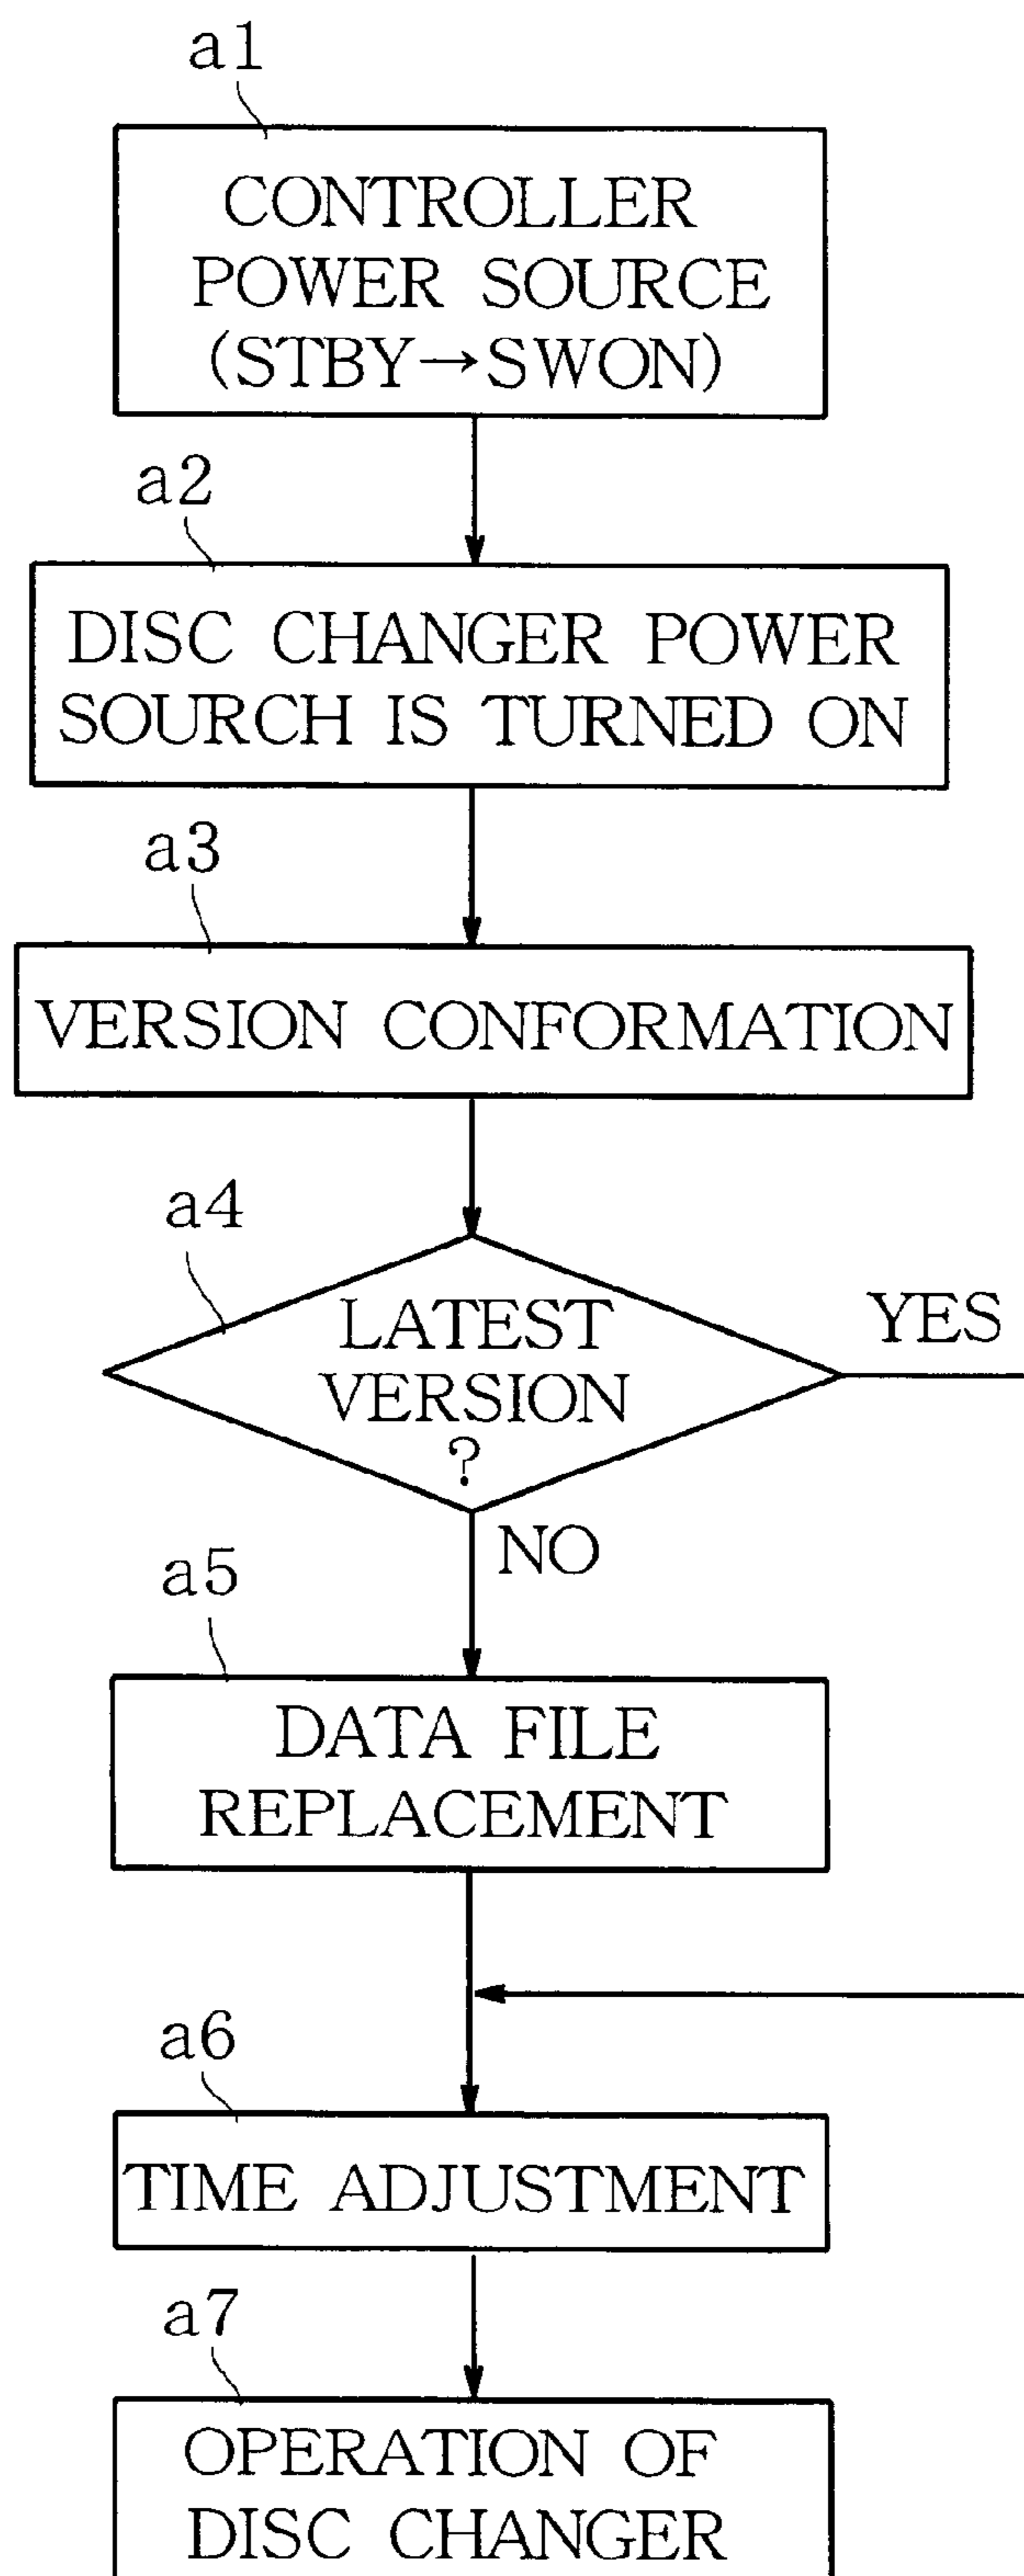 a1
CONTROLLER
POWER SOURCE
(STBY→SWON)
a2
DISC CHANGER POWER
SOURCH IS TURNED ON
a3
VERSION CONFORMATION
a4
LATEST
VERSION
?
YES
NO
a5
DATA FILE
REPLACEMENT
a6
TIME ADJUSTMENT
a7
OPERATION OF
DISC CHANGER